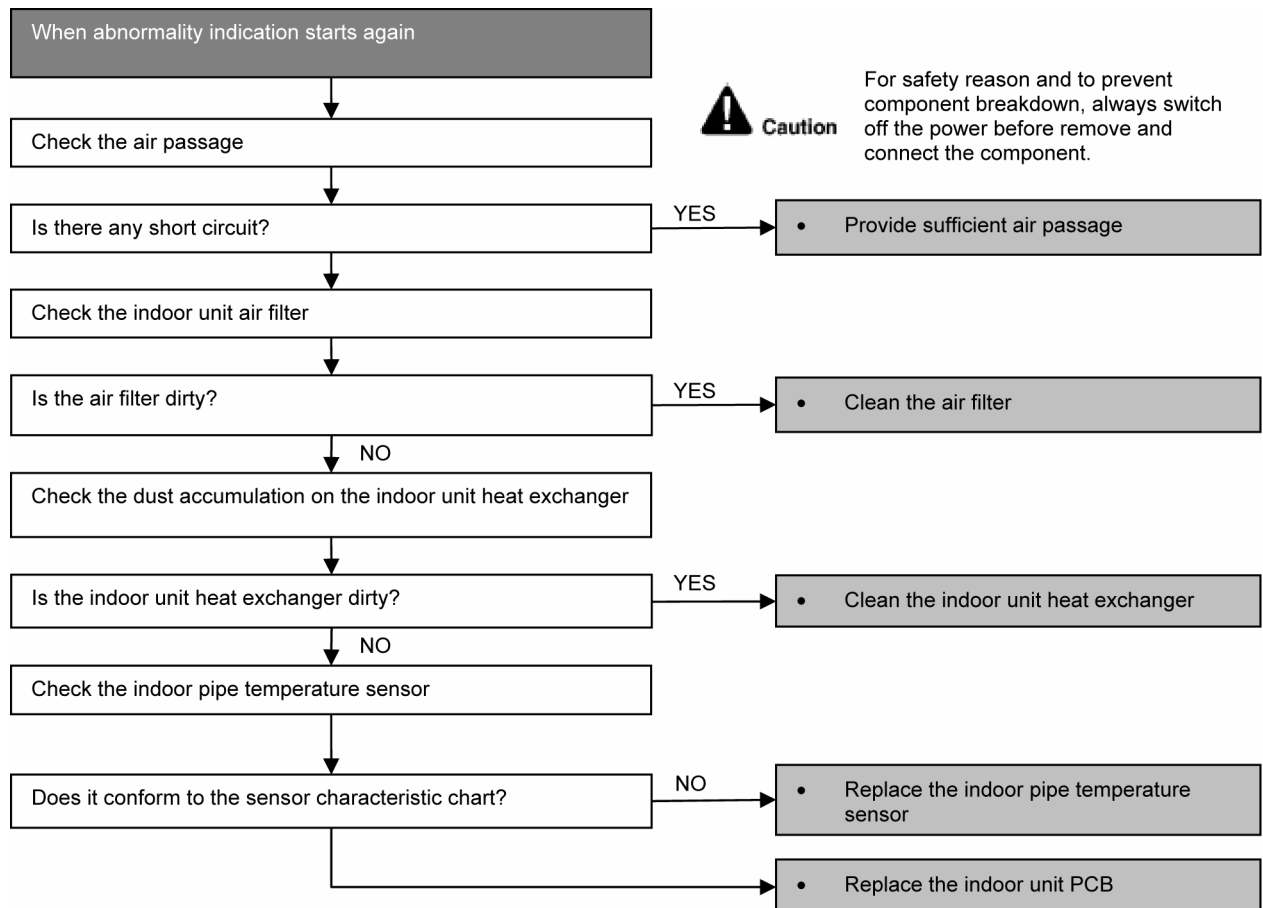 When abnormality indication starts again
For safety reason and to prevent
component breakdown, always switch
off the power before remove and
connect the component.
Caution
Check the air passage
Is there any short circuit?
YES
• Provide sufficient air passage
Check the indoor unit air filter
Is the air filter dirty?
YES
• Clean the air filter
NO
Check the dust accumulation on the indoor unit heat exchanger
Is the indoor unit heat exchanger dirty?
YES
• Clean the indoor unit heat exchanger
NO
Check the indoor pipe temperature sensor
Does it conform to the sensor characteristic chart?
NO
• Replace the indoor pipe temperature
sensor
• Replace the indoor unit PCB